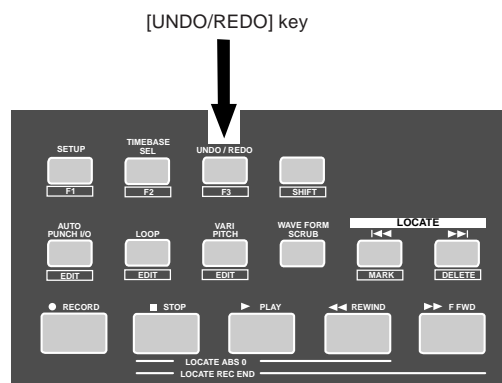 [UNDO/REDO] key
SETUP
TIMEBASE
SEL
UNDO / REDO
F1
F2
F3
SHIFT
AUTO
PUNCH I/O
LOOP
VARI
PITCH
WAVE FORM
SCRUB
LOCATE
EDIT
EDIT
EDIT
MARK
DELETE
RECORD
STOP
PLAY
REWIND
F FWD
LOCATE ABS 0
LOCATE REC END